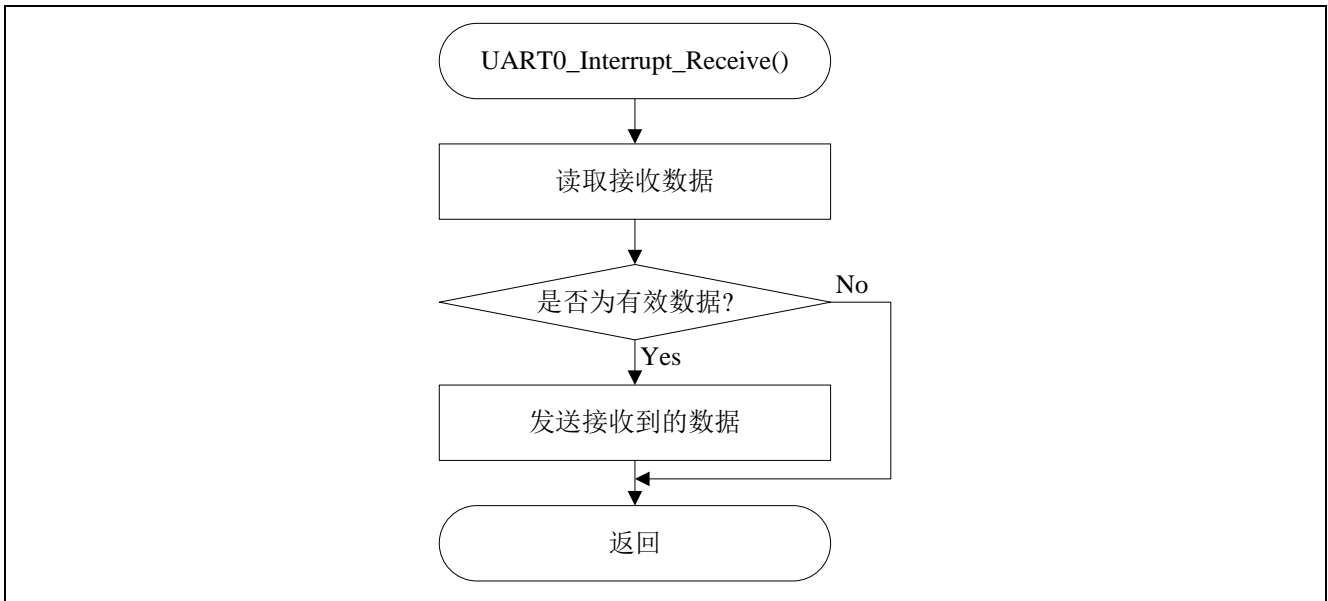 UART0_Interrupt_Receive()
读取接收数据
是否为有效数据?
No
Yes
发送接收到的数据
返回